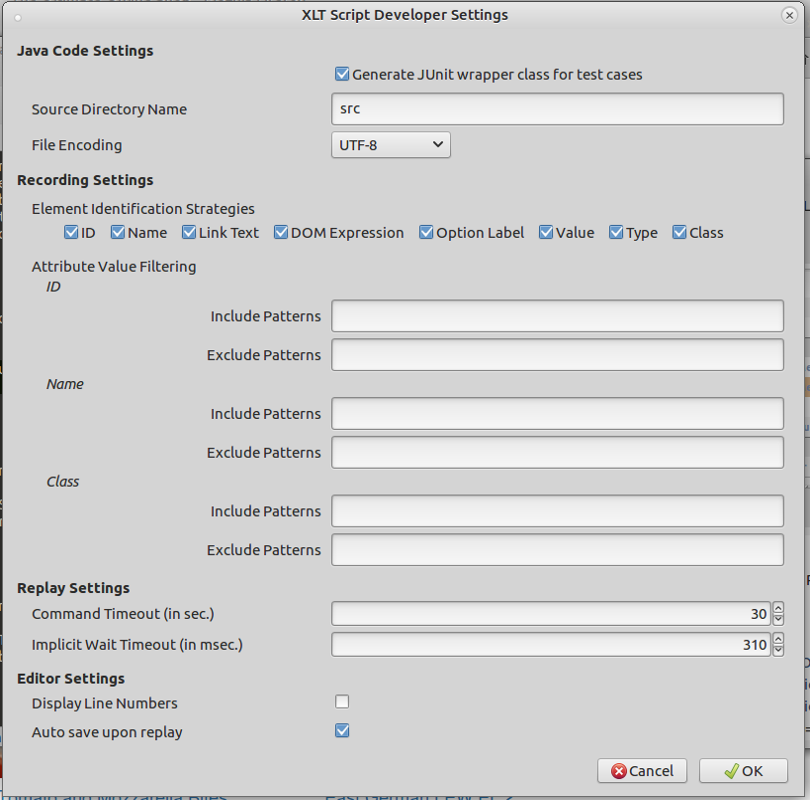 XLT Script Developer Settings
Java Code Settings
Generate JUnit wrapper class for test cases
Source Directory Name src
File Encoding UTF-8
Recording Settings
Element Identification Strategies
ID Name Link Text DOM Expression Option Label Value Type Class
Attribute Value Filtering
ID
Include Patterns
Exclude Patterns
Name
Include Patterns
Exclude Patterns
Class
Include Patterns
Exclude Patterns
Replay Settings
Command Timeout (in sec.) 30
Implicit Wait Timeout (in msec.) 310
Editor Settings
Display Line Numbers
Auto save upon replay
Cancel OK